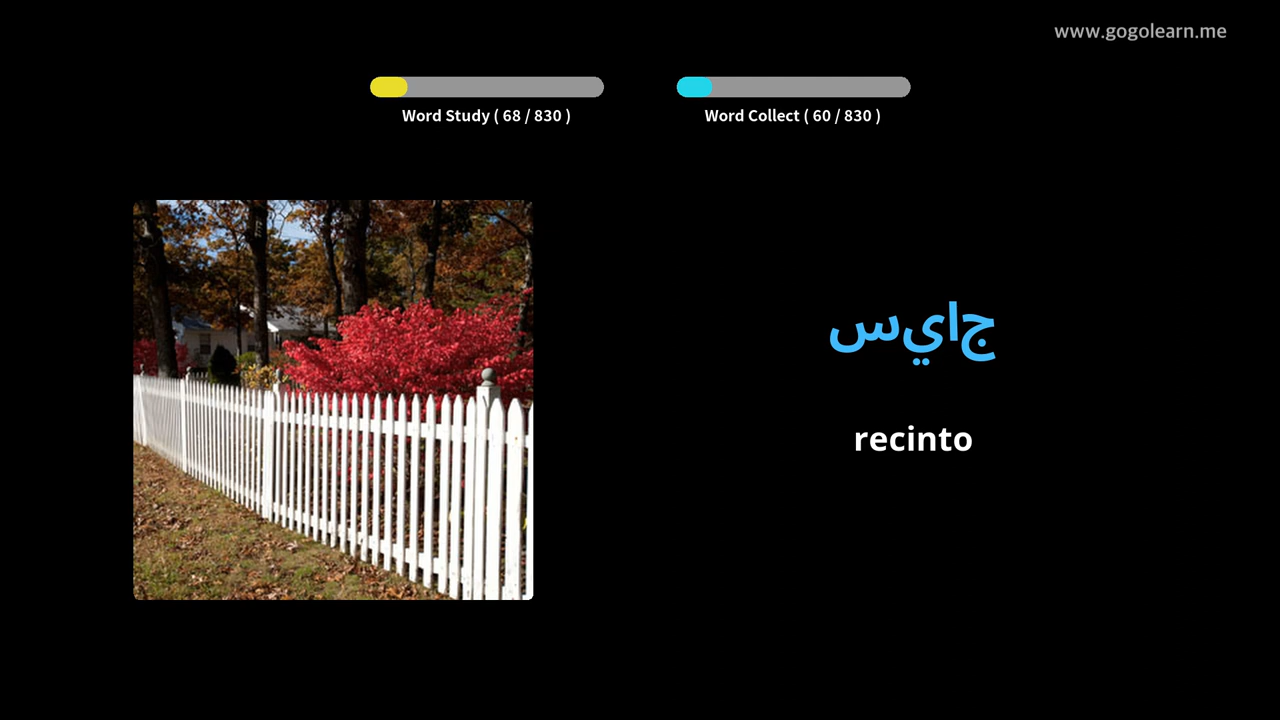 www.gogolearn.me
Word Study ( 68 / 830 )
Word Collect ( 60 / 830 )
جايس
recinto